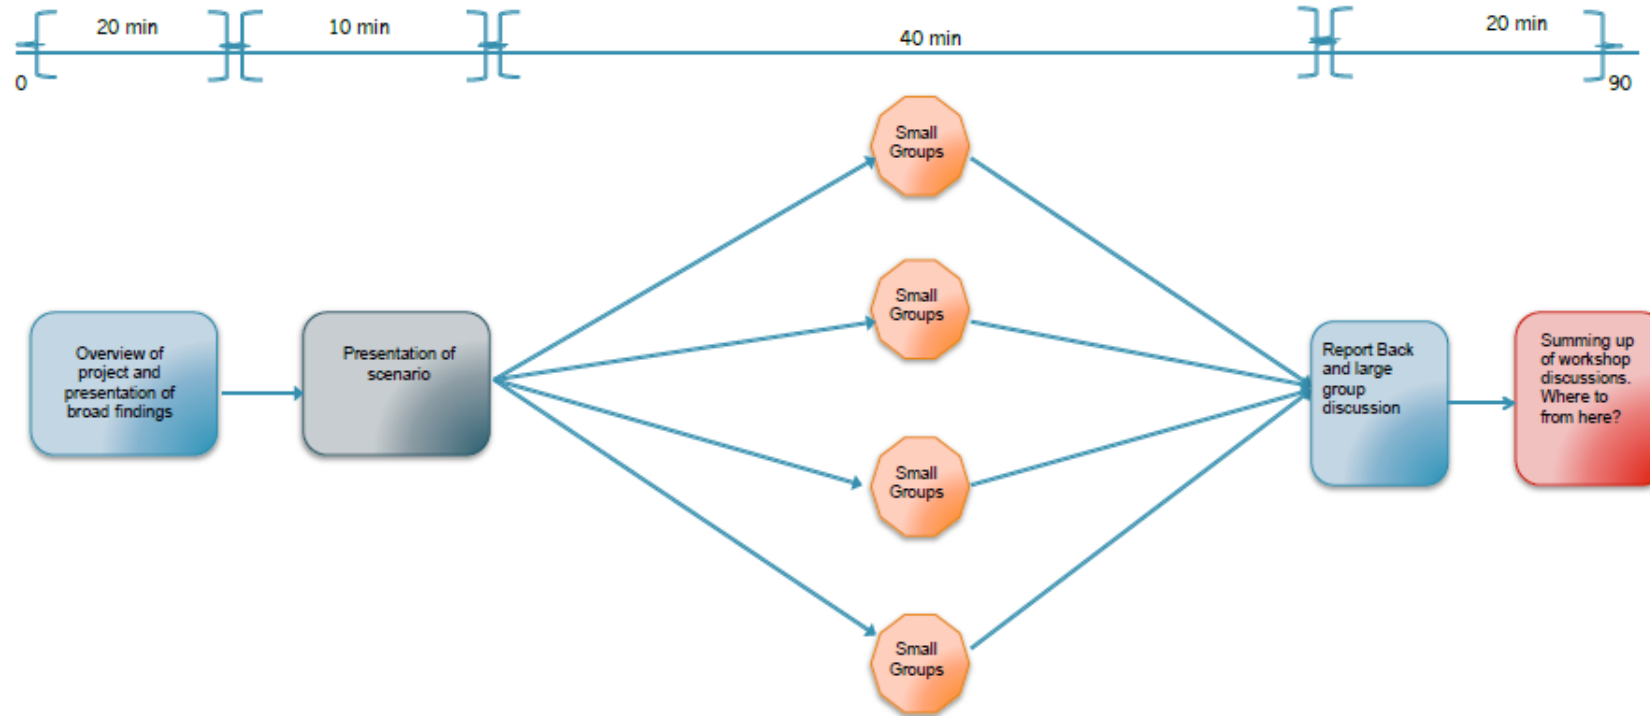 20 min
10 min
40 min
20 min
0
90
Small
Groups
Small
Groups
Overview of
project and
presentation of
broad findings
Presentation of
scenario
Report Back
and large
group
discussion
Summing up
of workshop
discussions.
Where to
from here?
Small
Groups
Small
Groups